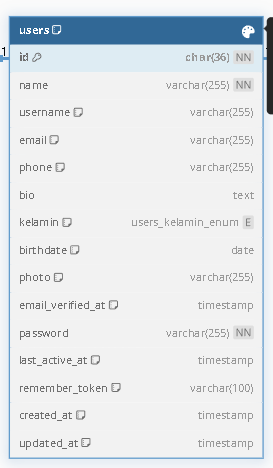 users
1
id char(36) NN
name varchar(255) NN
username varchar(255)
email varchar(255)
phone varchar(255)
bio text
kelamin users_kelamin_enum E
birthdate date
photo varchar(255)
email_verified_at timestamp
password varchar(255) NN
last_active_at timestamp
remember_token varchar(100)
created_at timestamp
updated_at timestamp